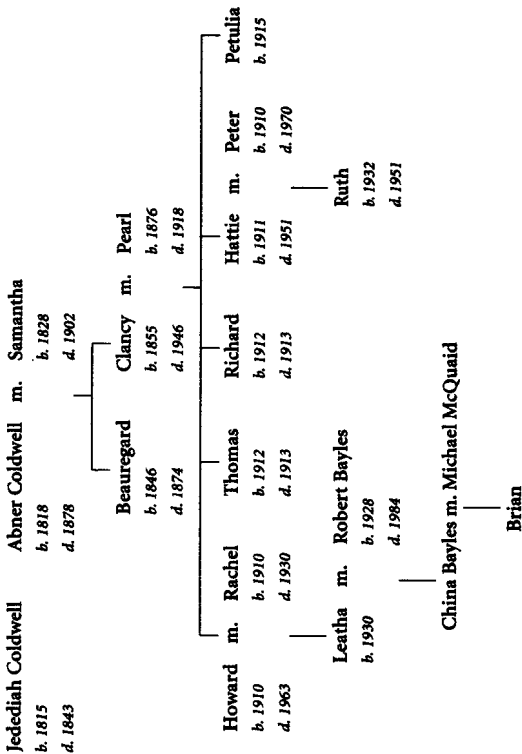 Jedediah Coldwell Abner Coldwell m. Samantha
b. 1815 b. 1818 b. 1828
d. 1843 d. 1878 d. 1902
Beauregard Clancy m. Pearl
b. 1846 b. 1855 b. 1876
d. 1874 d. 1946 d. 1918
Howard m. Rachel Thomas Richard Hattie m. Peter Petulia
b. 1910 b. 1910 b. 1912 b. 1912 b. 1911 b. 1910 b. 1915
d. 1963 d. 1930 d. 1913 d. 1913 d. 1951 d. 1970
Leatha m. Robert Bayles Ruth
b. 1930 b. 1928 b. 1932
d. 1984 d. 1951
China Bayles m. Michael McQuaid
Brian